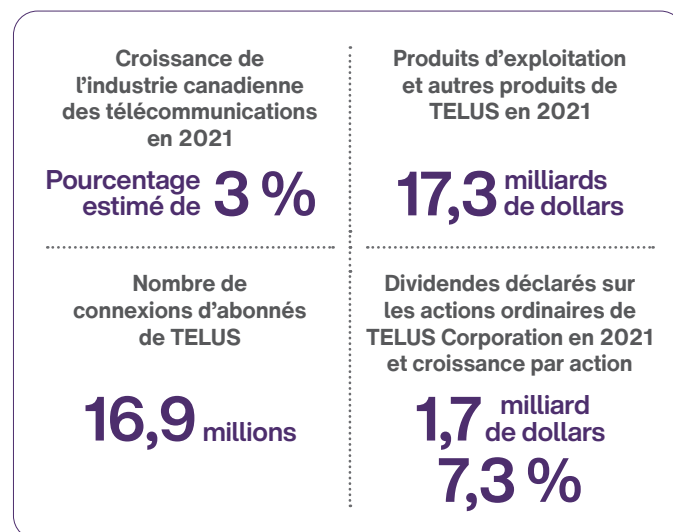 Croissance de
l'industrie canadienne
des télécommunications
en 2021
Pourcentage
estimé de 3 %
Produits d'exploitation
et autres produits de
TELUS en 2021
17,3 milliards
de dollars
Nombre de
connexions d'abonnés
de TELUS
16,9 millions
Dividendes déclarés sur
les actions ordinaires de
TELUS Corporation en 2021
et croissance par action
1,7 milliard
de dollars
7,3 %